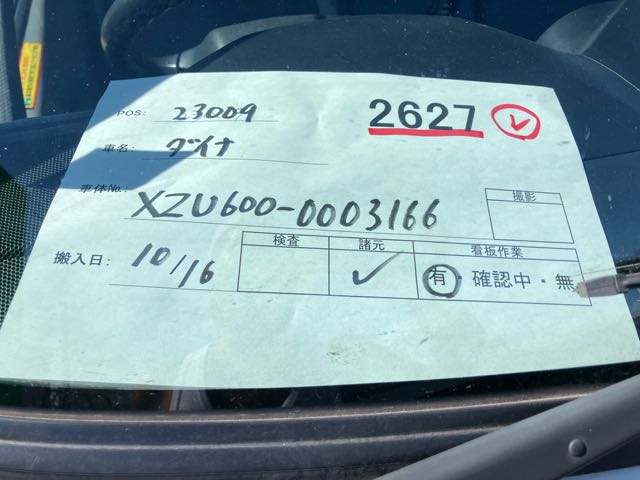 POS: 23009
2627
車名: ダイナ
車体No. XZU600-0003166
撮影
搬入日: 10/16
検査 諸元 看板作業
✓ 有・確認中・無